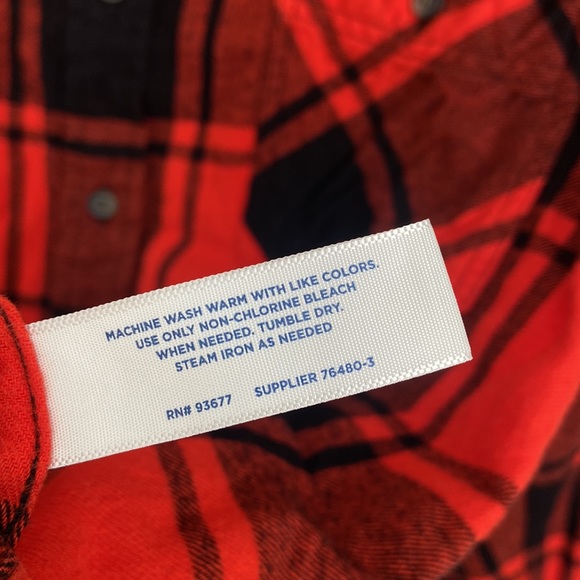 MACHINE WASH WARM WITH LIKE COLORS.
USE ONLY NON-CHLORINE BLEACH
WHEN NEEDED. TUMBLE DRY.
STEAM IRON AS NEEDED
RN# 93677 SUPPLIER 76480-3